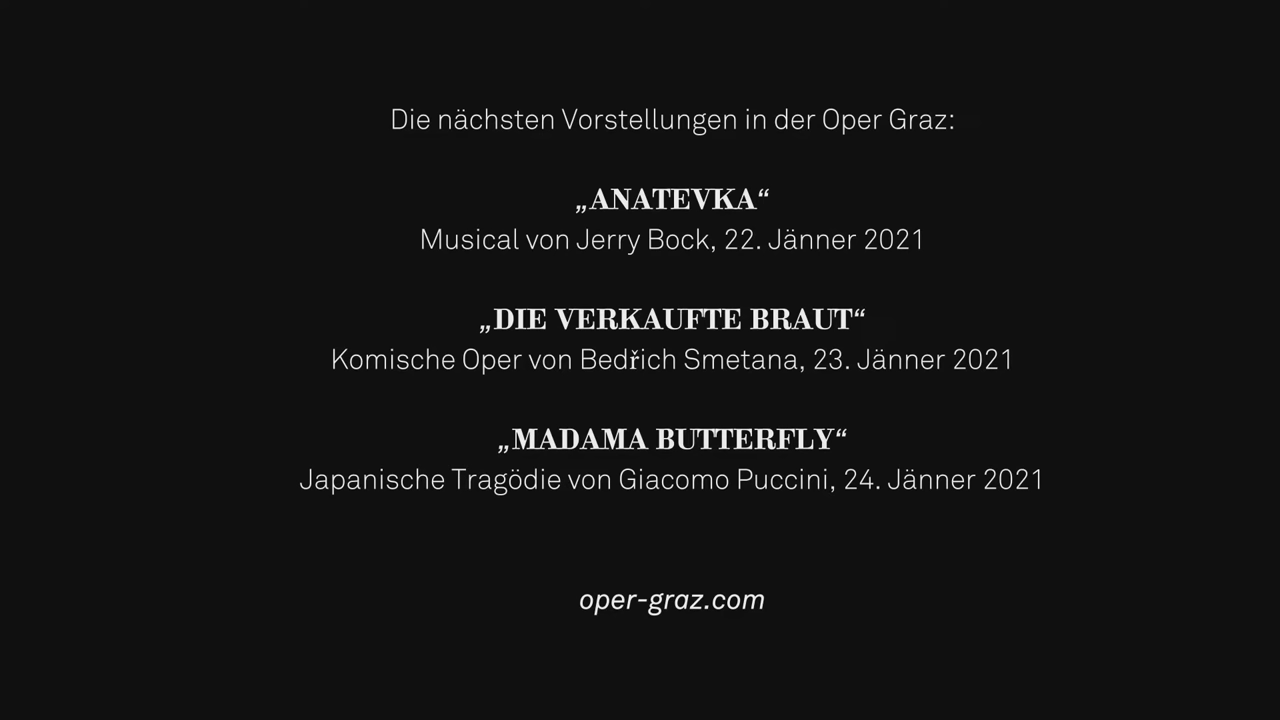 Die nächsten Vorstellungen in der Oper Graz:
„ANATEVKA“
Musical von Jerry Bock, 22. Jänner 2021
„DIE VERKAUFTE BRAUT“
Komische Oper von Bedřich Smetana, 23. Jänner 2021
„MADAMA BUTTERFLY“
Japanische Tragödie von Giacomo Puccini, 24. Jänner 2021
oper-graz.com